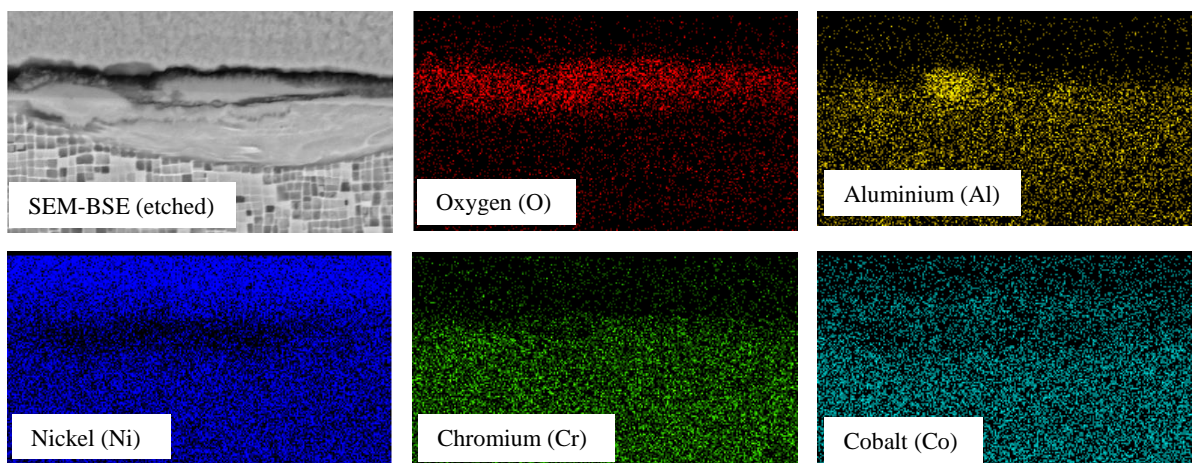 SEM-BSE (etched)
Oxygen (O)
Aluminium (Al)
Nickel (Ni)
Chromium (Cr)
Cobalt (Co)